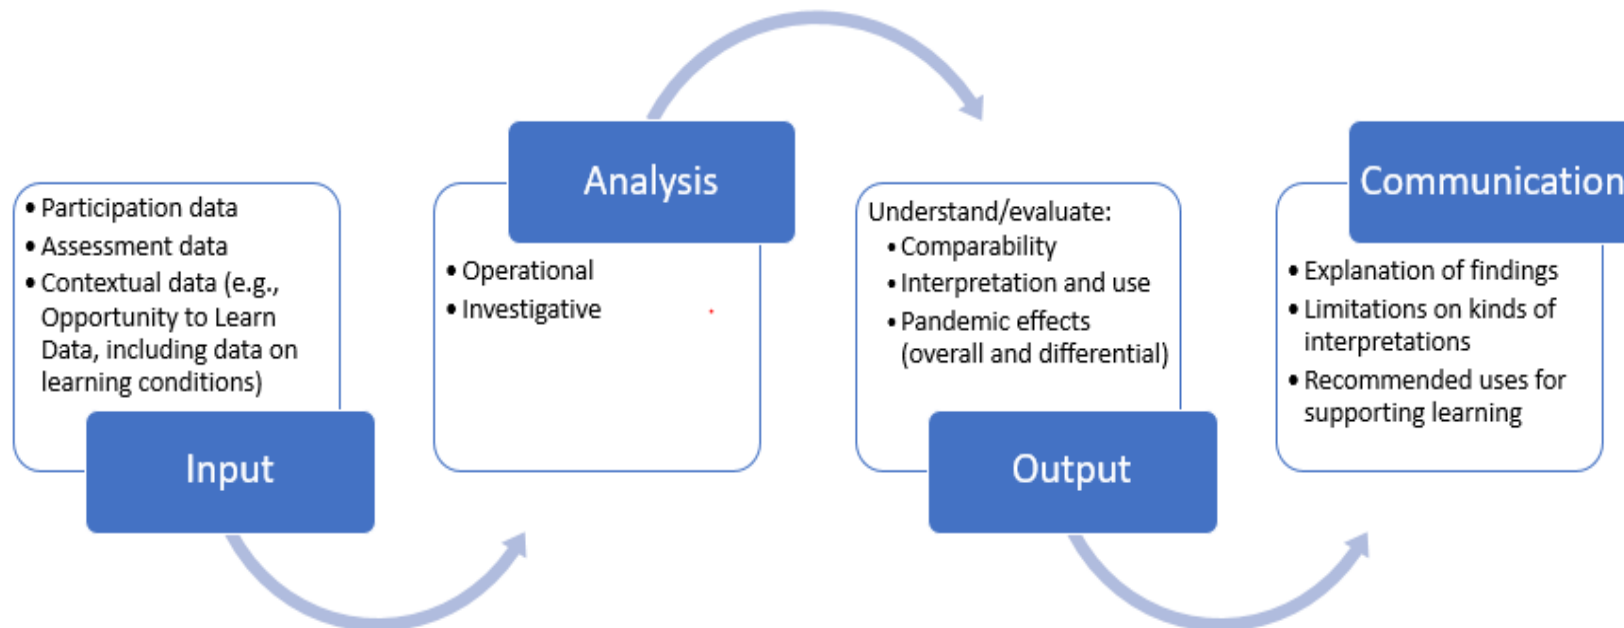 • Participation data
• Assessment data
• Contextual data (e.g.,
Opportunity to Learn
Data, including data on
learning conditions)
Input
Analysis
• Operational
• Investigative
Understand/evaluate:
• Comparability
• Interpretation and use
• Pandemic effects
(overall and differential)
Output
Communication
• Explanation of findings
• Limitations on kinds of
interpretations
• Recommended uses for
supporting learning